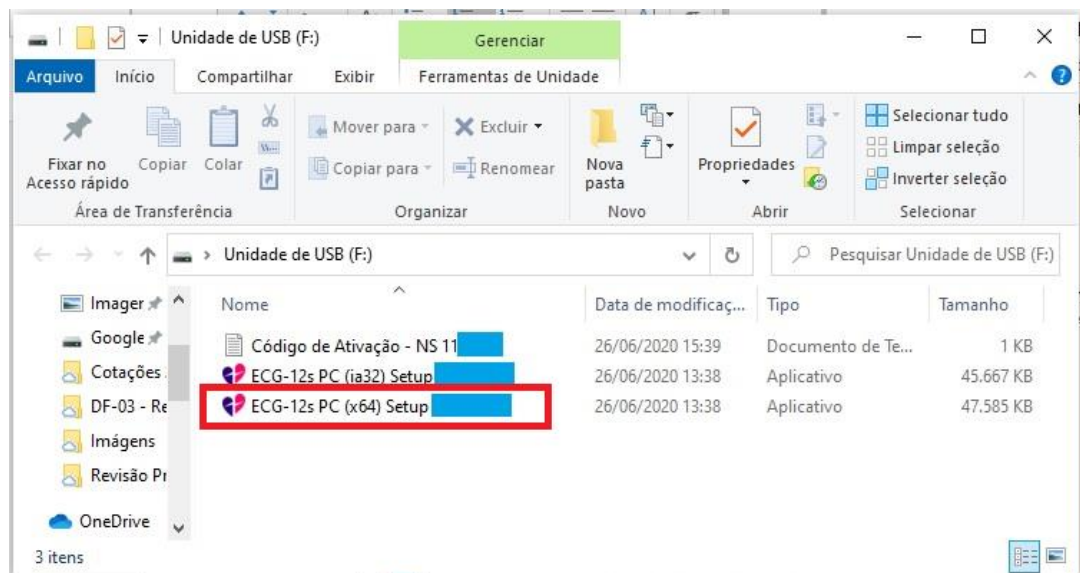 Unidade de USB (F:)
Gerenciar
Arquivo Início Compartilhar Exibir Ferramentas de Unidade
Fixar no Acesso rápido
Copiar
Colar
Mover para
Copiar para
Excluir
Renomear
Nova pasta
Propriedades
Selecionar tudo
Limpar seleção
Inverter seleção
Área de Transferência Organizar Novo Abrir Selecionar
Unidade de USB (F:) Pesquisar Unidade de USB (F:)
Nome Data de modificaç... Tipo Tamanho
Código de Ativação - NS 11 26/06/2020 15:39 Documento de Te... 1 KB
ECG-12s PC (ia32) Setup 26/06/2020 13:38 Aplicativo 45.667 KB
ECG-12s PC (x64) Setup 26/06/2020 13:38 Aplicativo 47.585 KB
Imager
Google
Cotações
DF-03 - Re
Imágens
Revisão Pr
OneDrive
3 itens